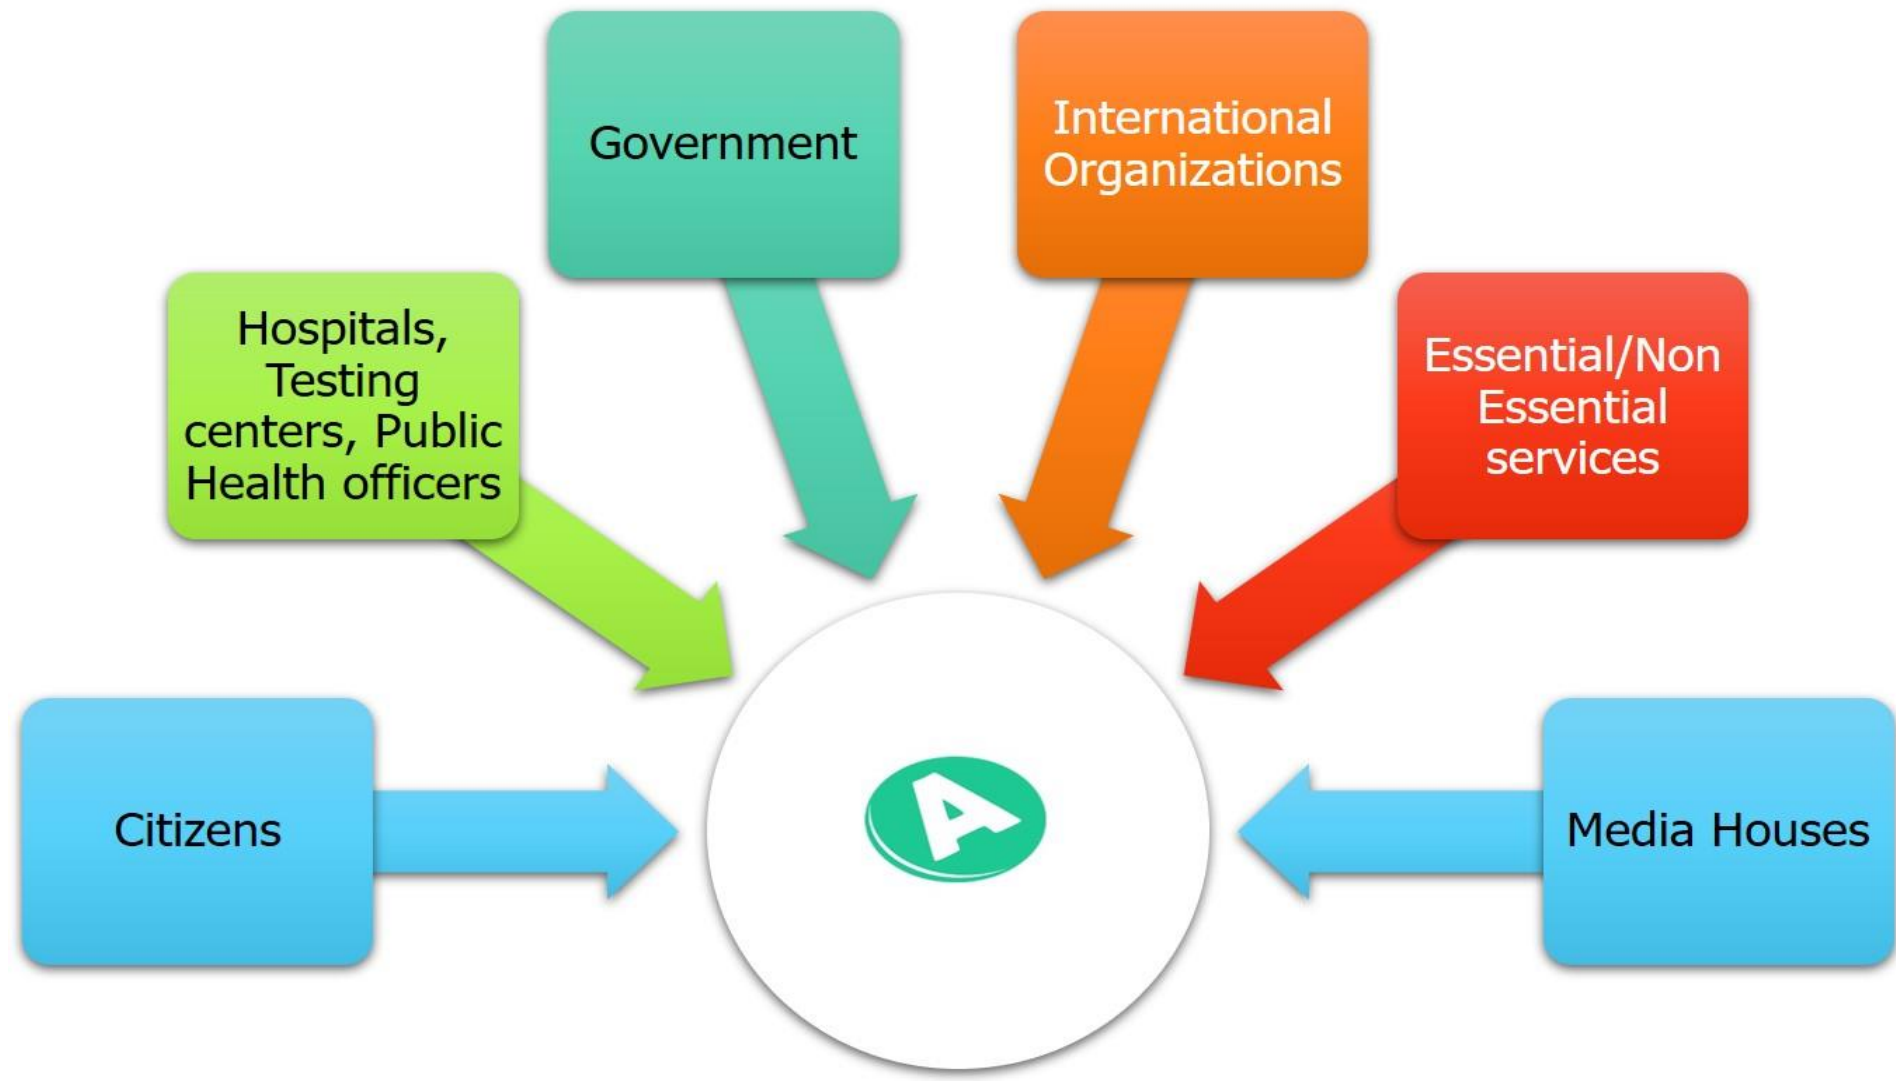 Government
International
Organizations
Hospitals,
Testing
centers, Public
Health officers
Essential/Non
Essential
services
Citizens
A
Media Houses